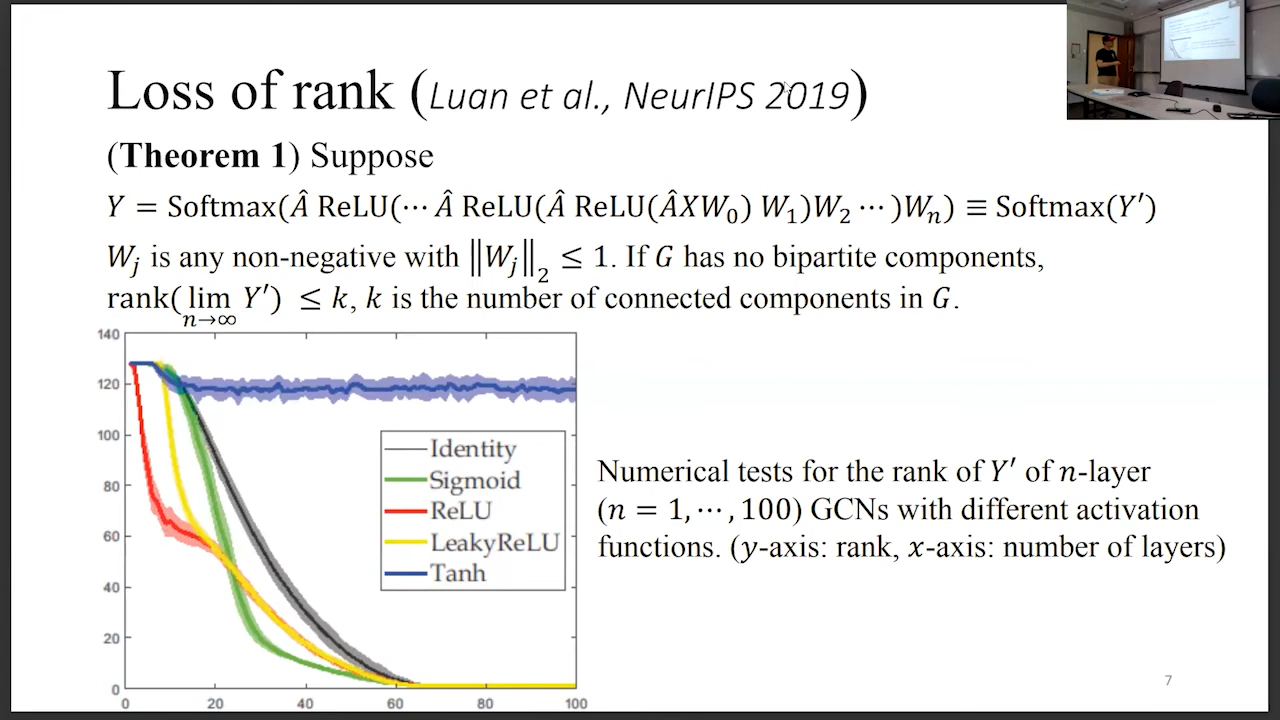 Loss of rank (Luan et al., NeurIPS 2019)
(Theorem 1) Suppose
Y = Softmax(Â ReLU(⋯ Â ReLU(Â ReLU(ÂXW₀) W₁)W₂ ⋯ )Wₙ) ≡ Softmax(Y′)
Wⱼ is any non-negative with ‖Wⱼ‖₂ ≤ 1. If G has no bipartite components,
rank( lim Y′) ≤ k, k is the number of connected components in G.
n→∞
140
120
100
80
60
40
20
0
0 20 40 60 80 100
Identity
Sigmoid
ReLU
LeakyReLU
Tanh
Numerical tests for the rank of Y′ of n-layer
(n = 1, ⋯ , 100) GCNs with different activation
functions. (y-axis: rank, x-axis: number of layers)
7